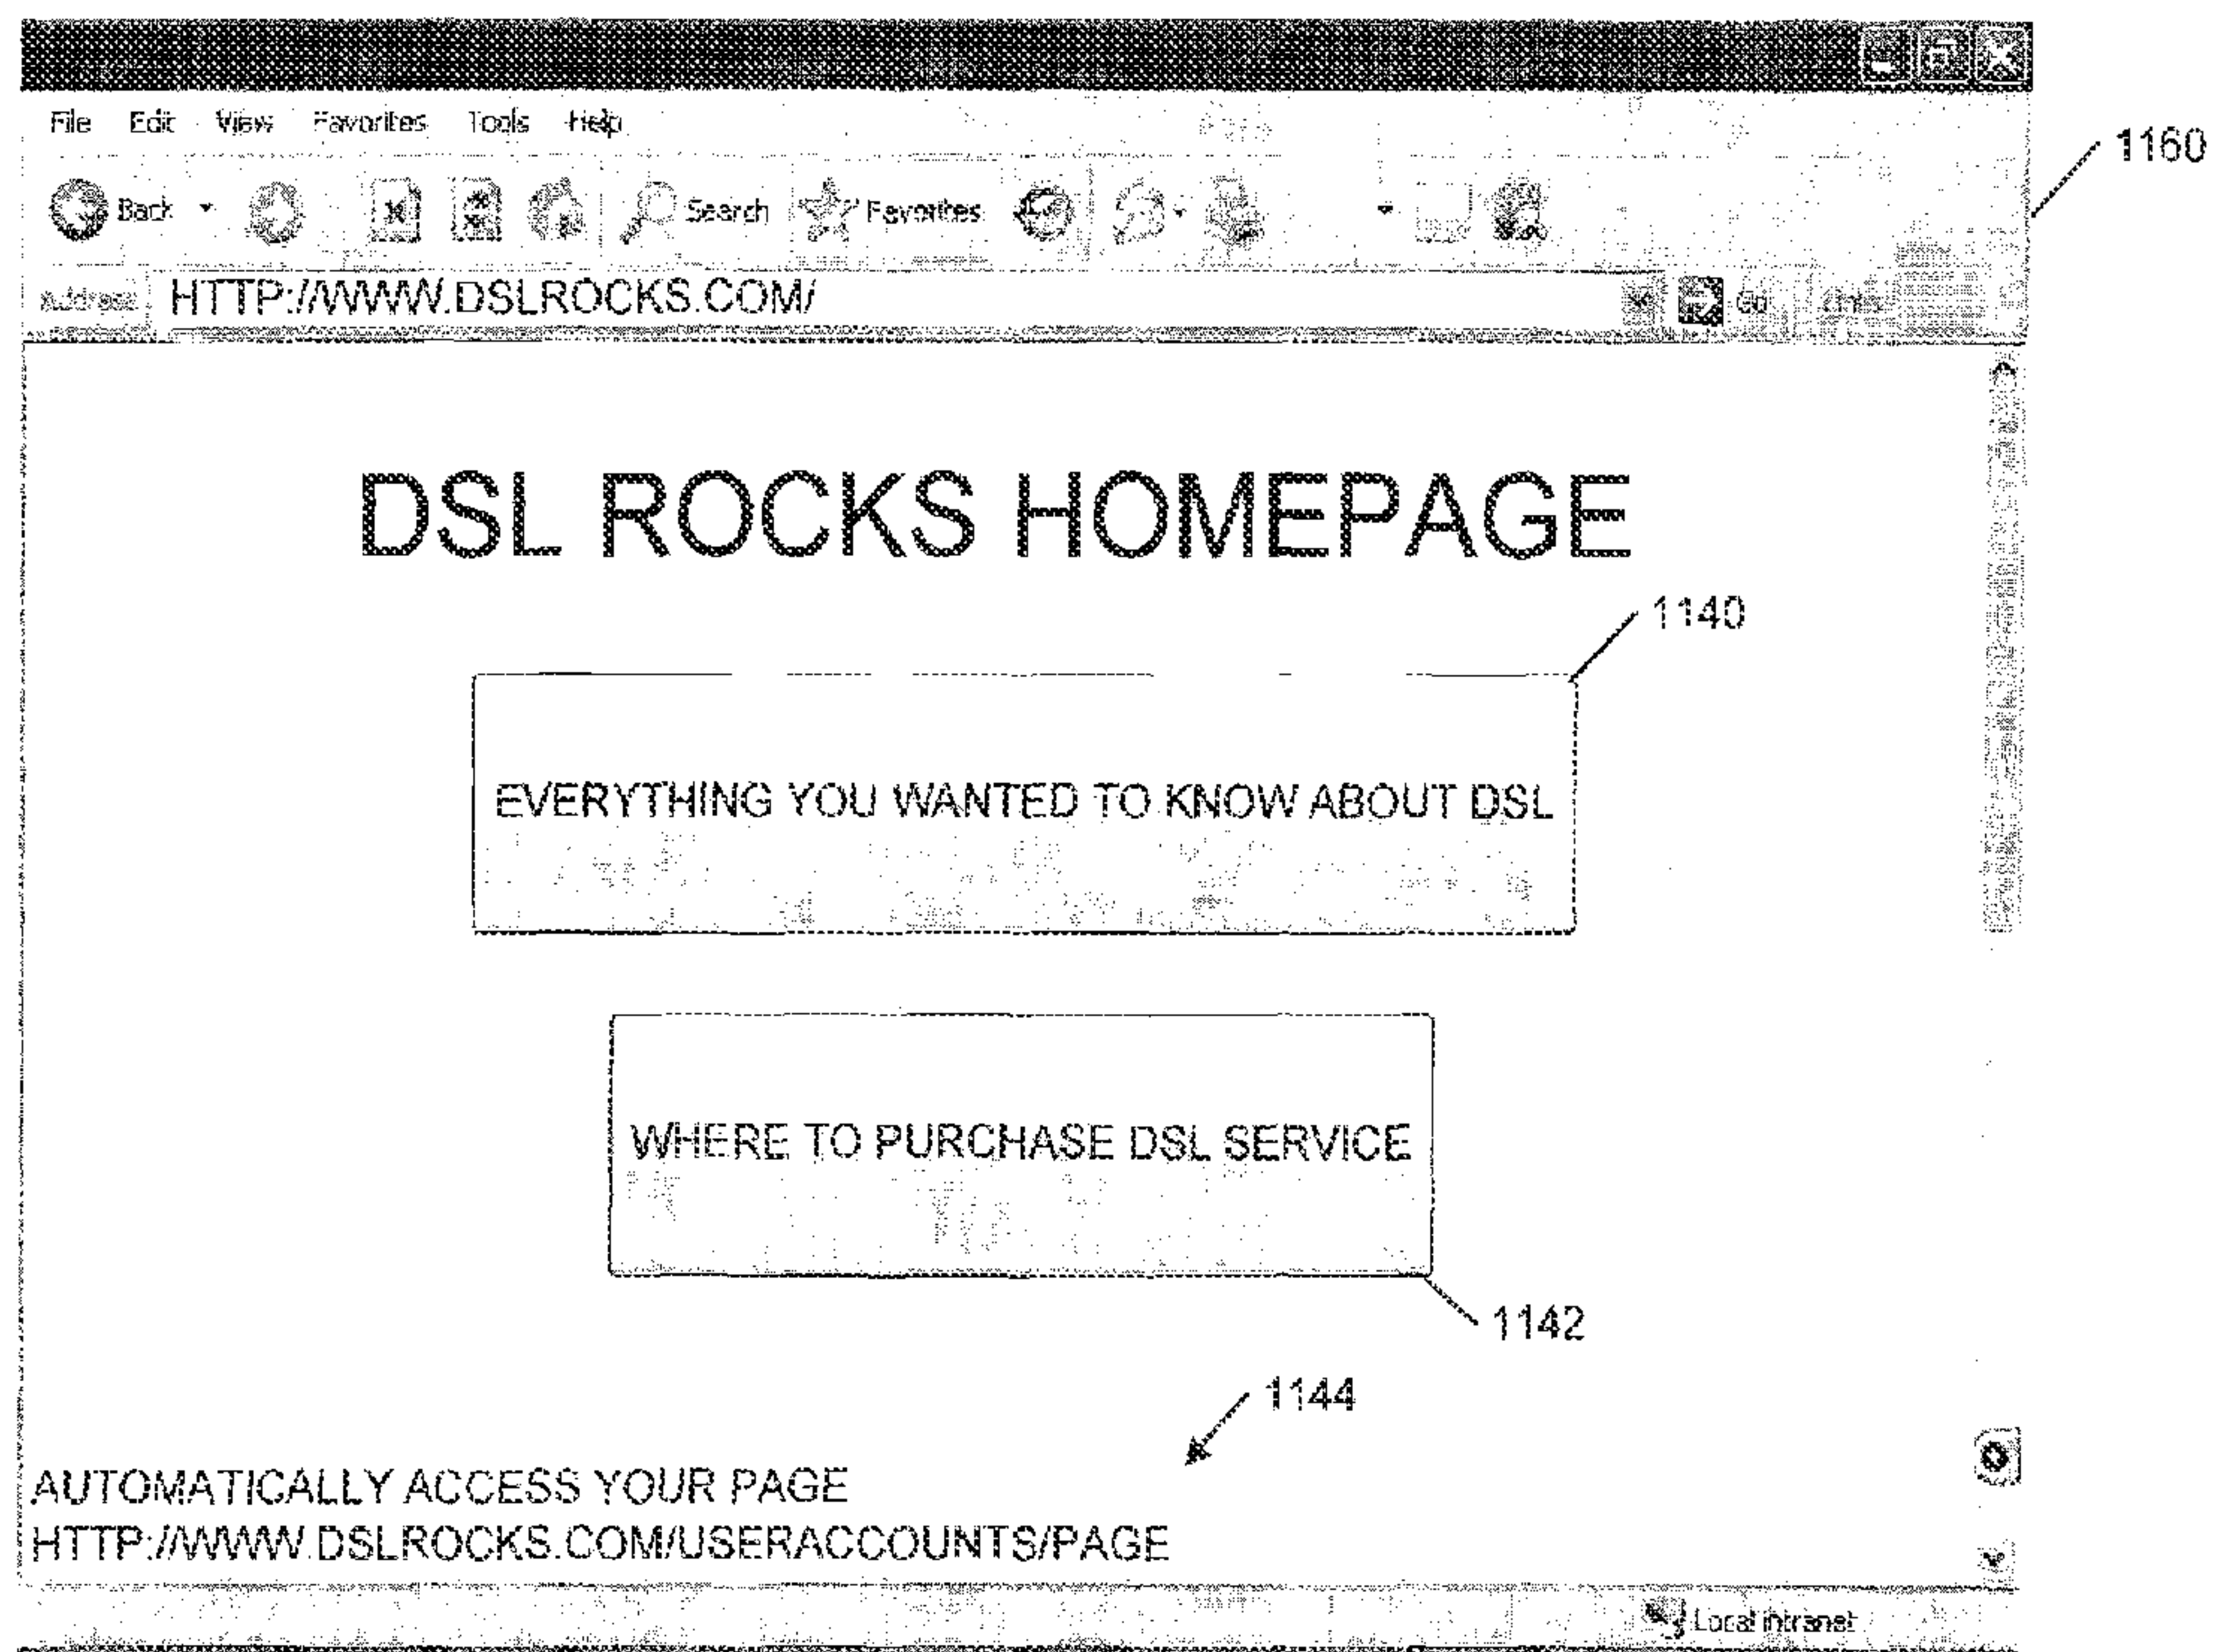 File Edit View Favorites Tools Help
1160
Back Search Favorites
Address HTTP://WWW.DSLROCKS.COM/ Go Links
DSL ROCKS HOMEPAGE
1140
EVERYTHING YOU WANTED TO KNOW ABOUT DSL
WHERE TO PURCHASE DSL SERVICE
1142
1144
AUTOMATICALLY ACCESS YOUR PAGE
HTTP://WWW.DSLROCKS.COM/USERACCOUNTS/PAGE
Local intranet